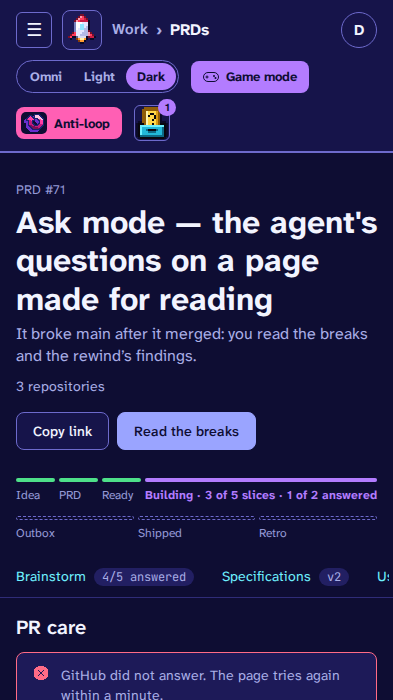 Work › PRDs
D
Omni Light Dark
Game mode
Anti-loop
1
PRD #71
Ask mode — the agent's
questions on a page
made for reading
It broke main after it merged: you read the breaks
and the rewind's findings.
3 repositories
Copy link
Read the breaks
Idea PRD Ready Building · 3 of 5 slices · 1 of 2 answered
Outbox Shipped Retro
Brainstorm 4/5 answered Specifications v2
PR care
GitHub did not answer. The page tries again
within a minute.